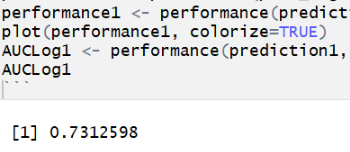 performance1 <- performance(predict
plot(performance1, colorize=TRUE)
AUCLog1 <- performance(prediction1,
AUCLog1
```
[1] 0.7312598